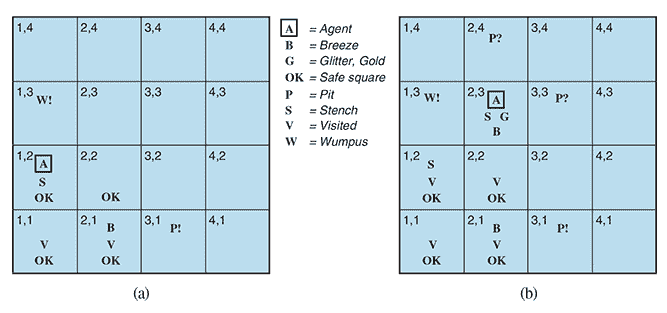 1,4 2,4 3,4 4,4
1,3 W! 2,3 3,3 4,3
1,2 A 2,2 3,2 4,2
S
OK OK
1,1 2,1 B 3,1 P! 4,1
V V
OK OK
(a)
A = Agent
B = Breeze
G = Glitter, Gold
OK = Safe square
P = Pit
S = Stench
V = Visited
W = Wumpus
1,4 2,4 P? 3,4 4,4
1,3 W! 2,3 A 3,3 P? 4,3
S G
B
1,2 S 2,2 3,2 4,2
V V
OK OK
1,1 2,1 B 3,1 P! 4,1
V V
OK OK
(b)